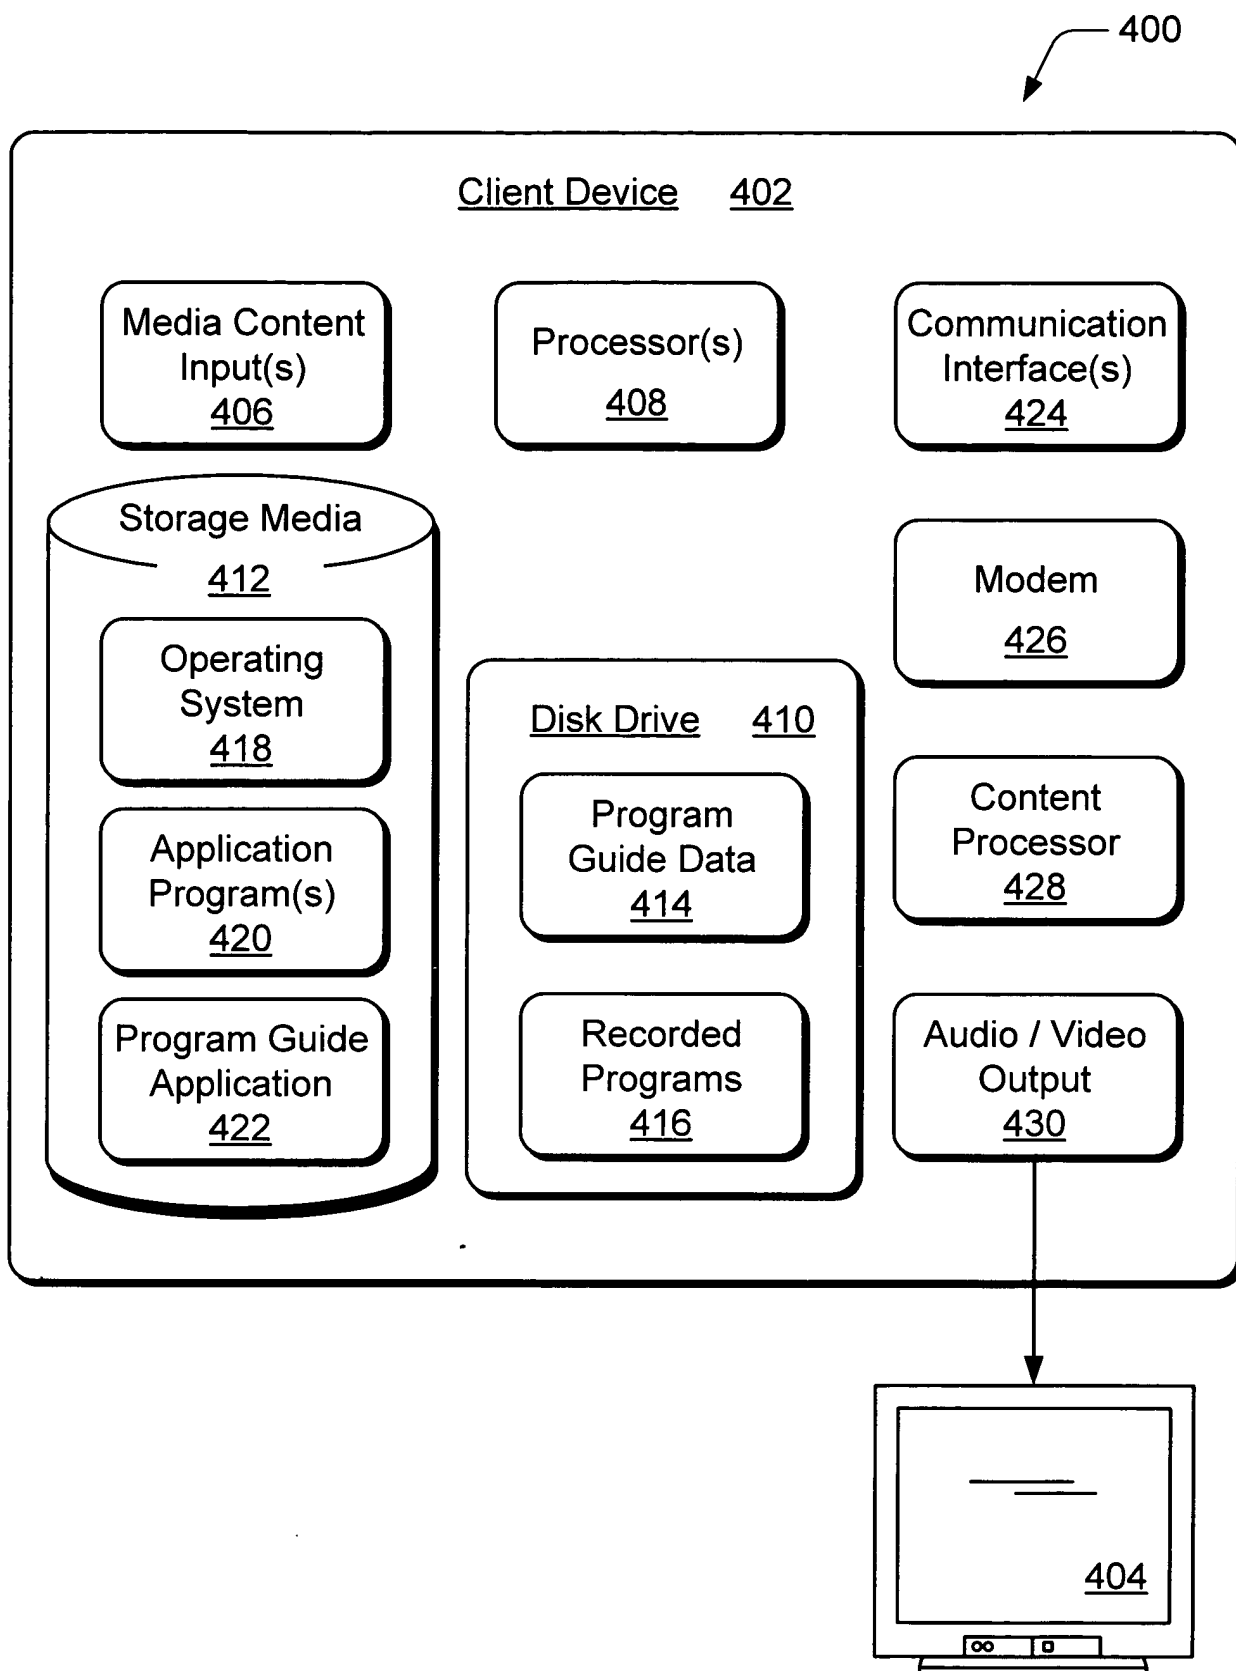 400
Client Device 402
Media Content
Input(s)
406
Processor(s)
408
Communication
Interface(s)
424
Storage Media
412
Operating
System
418
Application
Program(s)
420
Program Guide
Application
422
Disk Drive 410
Program
Guide Data
414
Recorded
Programs
416
Modem
426
Content
Processor
428
Audio / Video
Output
430
404